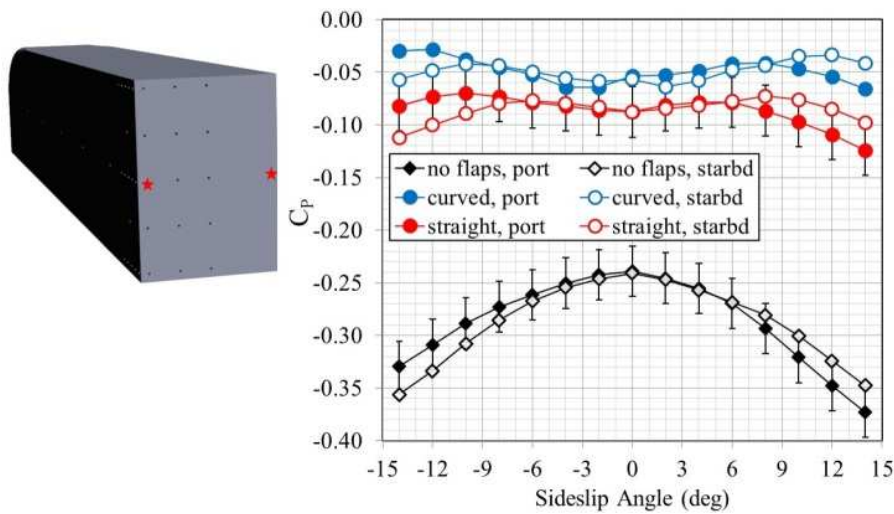 0.00
-0.05
-0.10
-0.15
-0.20
-0.25
-0.30
-0.35
-0.40
C_P
no flaps, port
no flaps, starbd
curved, port
curved, starbd
straight, port
straight, starbd
-15 -12 -9 -6 -3 0 3 6 9 12 15
Sideslip Angle (deg)